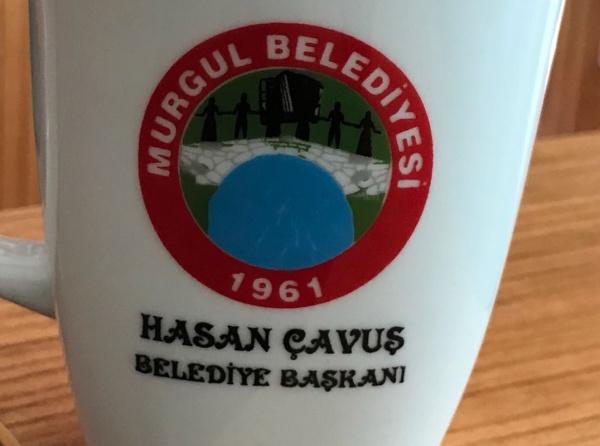 MURGUL BELEDİYESİ
1961
HASAN ÇAVUŞ
BELEDİYE BAŞKANI